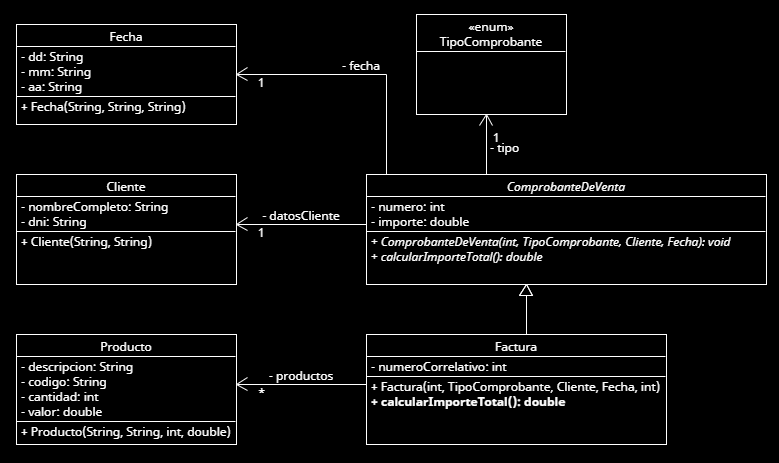 Fecha
- dd: String
- mm: String
- aa: String
+ Fecha(String, String, String)
- fecha
1
«enum»
TipoComprobante
1
- tipo
Cliente
- nombreCompleto: String
- dni: String
+ Cliente(String, String)
- datosCliente
1
ComprobanteDeVenta
- numero: int
- importe: double
+ ComprobanteDeVenta(int, TipoComprobante, Cliente, Fecha): void
+ calcularImporteTotal(): double
Producto
- descripcion: String
- codigo: String
- cantidad: int
- valor: double
+ Producto(String, String, int, double)
- productos
*
Factura
- numeroCorrelativo: int
+ Factura(int, TipoComprobante, Cliente, Fecha, int)
+ calcularImporteTotal(): double